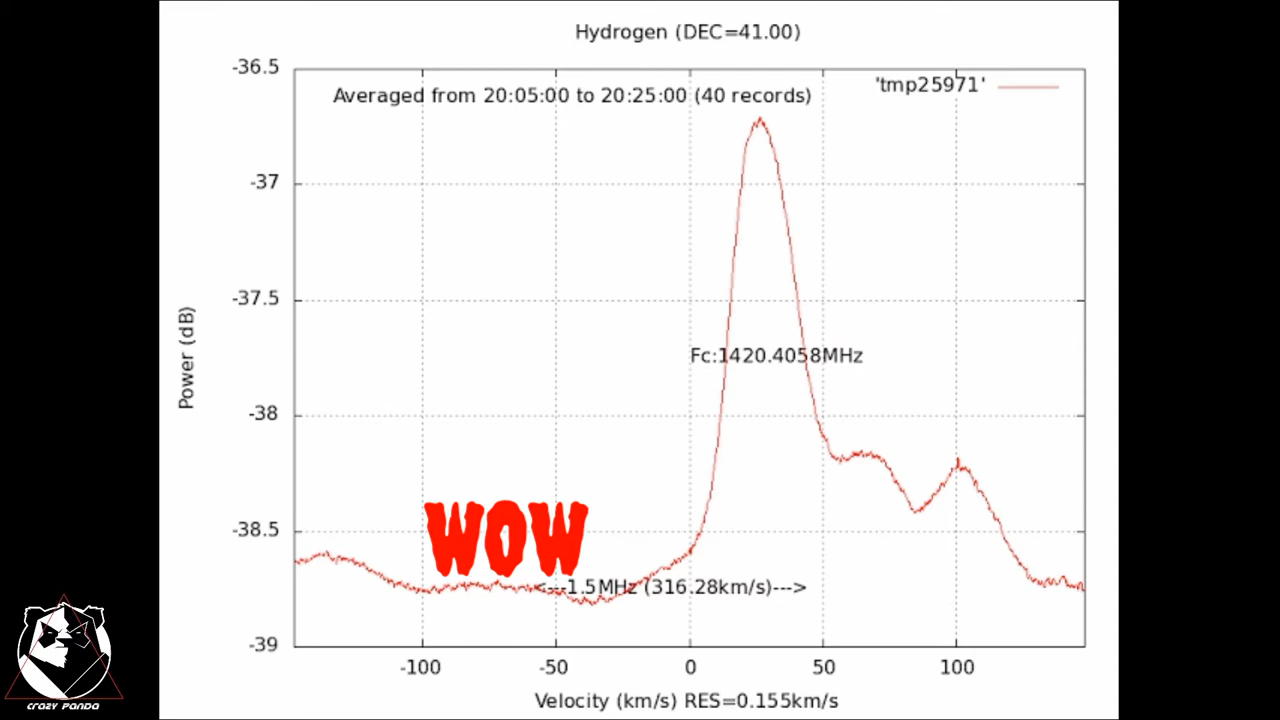 Hydrogen (DEC=41.00)
-36.5
Averaged from 20:05:00 to 20:25:00 (40 records)
'tmp25971'
-37
-37.5
Power (dB)
Fc:1420.4058MHz
-38
-38.5
WOW
<---1.5MHz (316.28km/s)--->
-39
-100 -50 0 50 100
Velocity (km/s) RES=0.155km/s
CRAZY PANDA